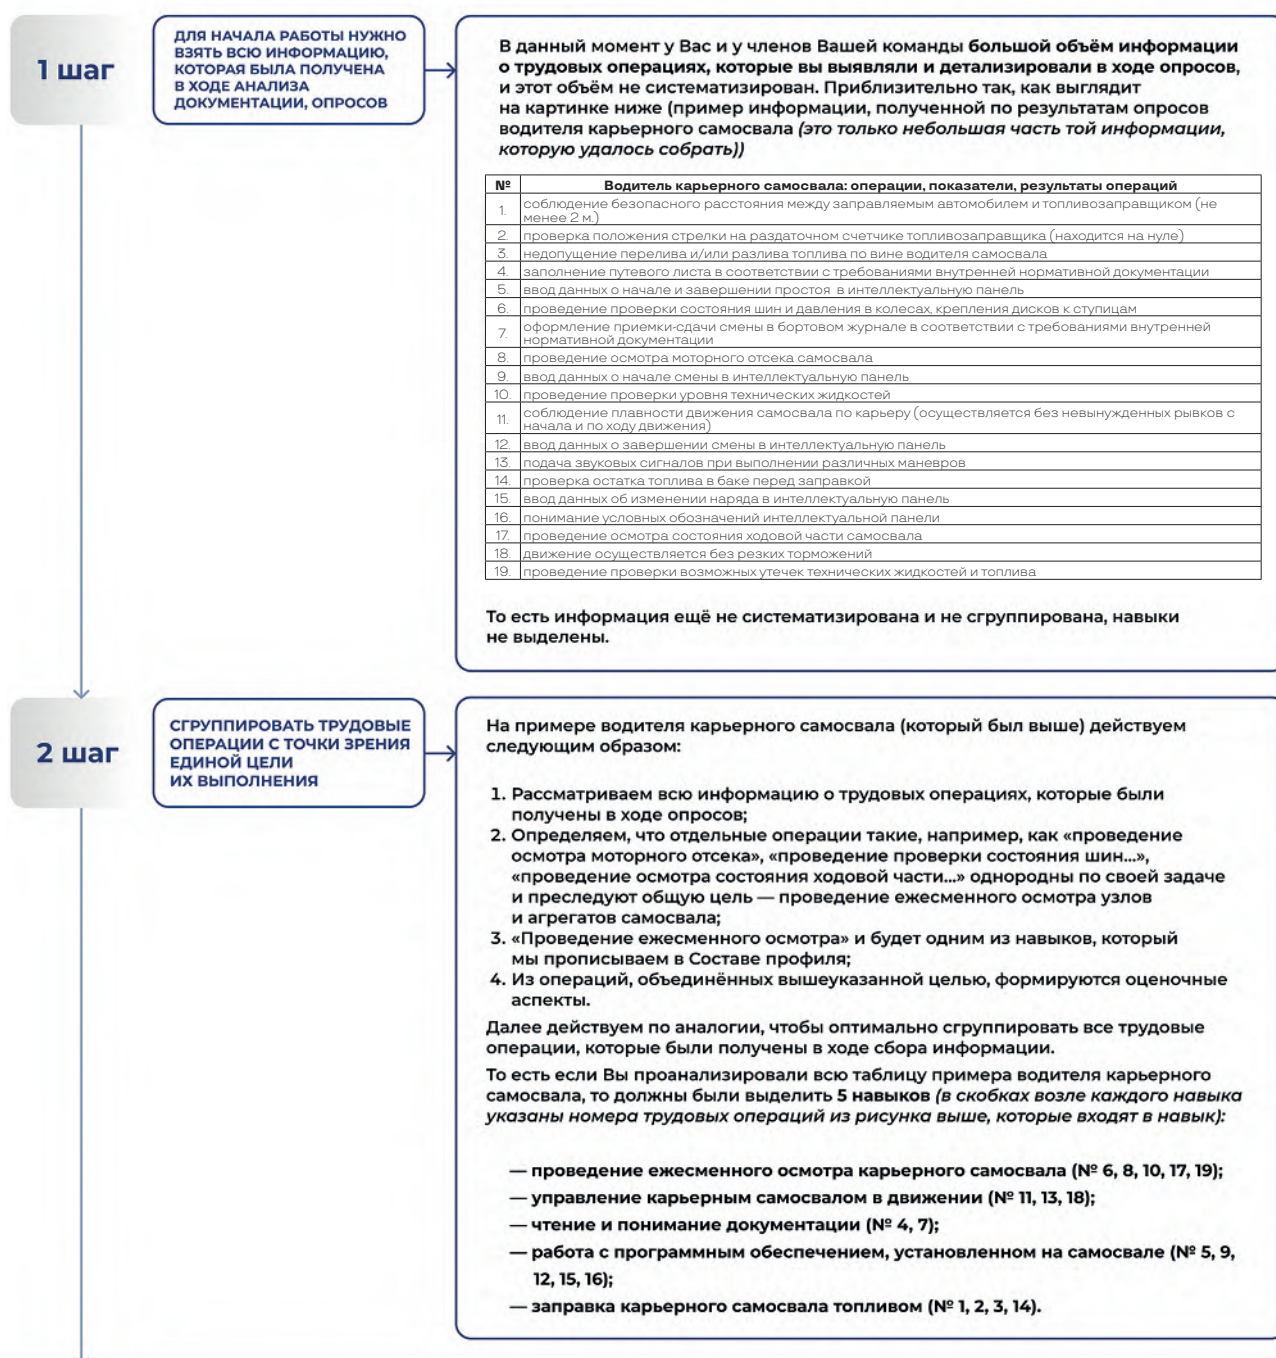 1 шаг
ДЛЯ НАЧАЛА РАБОТЫ НУЖНО
ВЗЯТЬ ВСЮ ИНФОРМАЦИЮ,
КОТОРАЯ БЫЛА ПОЛУЧЕНА
В ХОДЕ АНАЛИЗА
ДОКУМЕНТАЦИИ, ОПРОСОВ
В данный момент у Вас и у членов Вашей команды большой объём информации
о трудовых операциях, которые вы выявляли и детализировали в ходе опросов,
и этот объём не систематизирован. Приблизительно так, как выглядит
на картинке ниже (пример информации, полученной по результатам опросов
водителя карьерного самосвала (это только небольшая часть той информации,
которую удалось собрать))
№ Водитель карьерного самосвала: операции, показатели, результаты операций
1. соблюдение безопасного расстояния между заправляемым автомобилем и топливозаправщиком (не
менее 2 м.)
2. проверка положения стрелки на раздаточном счетчике топливозаправщика (находится на нуле)
3. недопущение перелива и/или разлива топлива по вине водителя самосвала
4. заполнение путевого листа в соответствии с требованиями внутренней нормативной документации
5. ввод данных о начале и завершении простоя в интеллектуальную панель
6. проведение проверки состояния шин и давления в колесах, крепления дисков к ступицам
7. оформление приемки-сдачи смены в бортовом журнале в соответствии с требованиями внутренней
нормативной документации
8. проведение осмотра моторного отсека самосвала
9. ввод данных о начале смены в интеллектуальную панель
10. проведение проверки уровня технических жидкостей
11. соблюдение плавности движения самосвала по карьеру (осуществляется без невынужденных рывков с
начала и по ходу движения)
12. ввод данных о завершении смены в интеллектуальную панель
13. подача звуковых сигналов при выполнении различных маневров
14. проверка остатка топлива в баке перед заправкой
15. ввод данных об изменении наряда в интеллектуальную панель
16. понимание условных обозначений интеллектуальной панели
17. проведение осмотра состояния ходовой части самосвала
18. движение осуществляется без резких торможений
19. проведение проверки возможных утечек технических жидкостей и топлива
То есть информация ещё не систематизирована и не сгруппирована, навыки
не выделены.
2 шаг
СГРУППИРОВАТЬ ТРУДОВЫЕ
ОПЕРАЦИИ С ТОЧКИ ЗРЕНИЯ
ЕДИНОЙ ЦЕЛИ
ИХ ВЫПОЛНЕНИЯ
На примере водителя карьерного самосвала (который был выше) действуем
следующим образом:
1. Рассматриваем всю информацию о трудовых операциях, которые были
получены в ходе опросов;
2. Определяем, что отдельные операции такие, например, как «проведение
осмотра моторного отсека», «проведение проверки состояния шин...»,
«проведение осмотра состояния ходовой части...» однородны по своей задаче
и преследуют общую цель — проведение ежесменного осмотра узлов
и агрегатов самосвала;
3. «Проведение ежесменного осмотра» и будет одним из навыков, который
мы прописываем в Составе профиля;
4. Из операций, объединённых вышеуказанной целью, формируются оценочные
аспекты.
Далее действуем по аналогии, чтобы оптимально сгруппировать все трудовые
операции, которые были получены в ходе сбора информации.
То есть если Вы проанализировали всю таблицу примера водителя карьерного
самосвала, то должны были выделить 5 навыков (в скобках возле каждого навыка
указаны номера трудовых операций из рисунка выше, которые входят в навык):
— проведение ежесменного осмотра карьерного самосвала (№ 6, 8, 10, 17, 19);
— управление карьерным самосвалом в движении (№ 11, 13, 18);
— чтение и понимание документации (№ 4, 7);
— работа с программным обеспечением, установленном на самосвале (№ 5, 9,
12, 15, 16);
— заправка карьерного самосвала топливом (№ 1, 2, 3, 14).